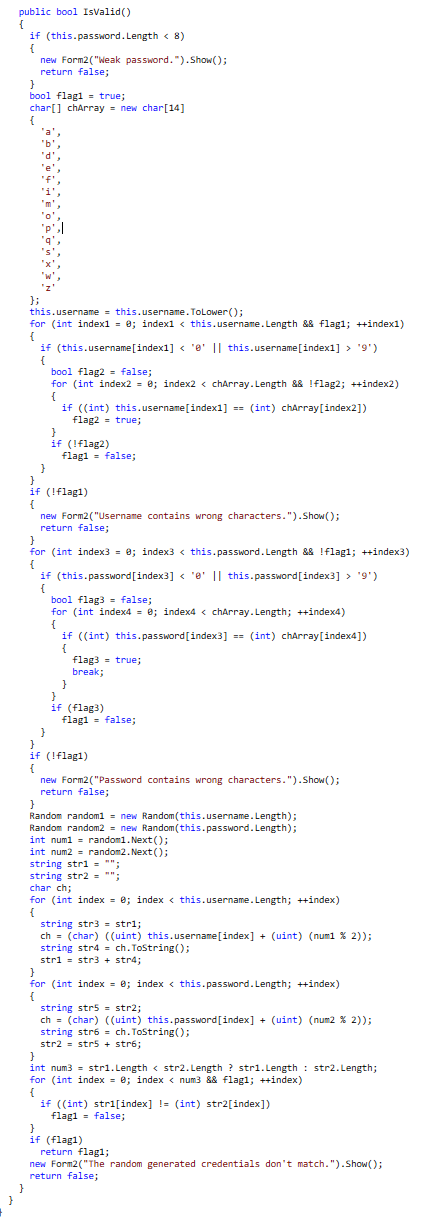 public bool IsValid()
{
if (this.password.Length < 8)
{
new Form2("Weak password.").Show();
return false;
}
bool flag1 = true;
char[] chArray = new char[14]
{
'a',
'b',
'd',
'e',
'f',
'i',
'm',
'o',
'p',
'q',
's',
'x',
'w',
'z'
};
this.username = this.username.ToLower();
for (int index1 = 0; index1 < this.username.Length && flag1; ++index1)
{
if (this.username[index1] < '0' || this.username[index1] > '9')
{
bool flag2 = false;
for (int index2 = 0; index2 < chArray.Length && !flag2; ++index2)
{
if ((int) this.username[index1] == (int) chArray[index2])
flag2 = true;
}
if (!flag2)
flag1 = false;
}
}
if (!flag1)
{
new Form2("Username contains wrong characters.").Show();
return false;
}
for (int index3 = 0; index3 < this.password.Length && !flag1; ++index3)
{
if (this.password[index3] < '0' || this.password[index3] > '9')
{
bool flag3 = false;
for (int index4 = 0; index4 < chArray.Length; ++index4)
{
if ((int) this.password[index3] == (int) chArray[index4])
{
flag3 = true;
break;
}
}
if (flag3)
flag1 = false;
}
}
if (!flag1)
{
new Form2("Password contains wrong characters.").Show();
return false;
}
Random random1 = new Random(this.username.Length);
Random random2 = new Random(this.password.Length);
int num1 = random1.Next();
int num2 = random2.Next();
string str1 = "";
string str2 = "";
char ch;
for (int index = 0; index < this.username.Length; ++index)
{
string str3 = str1;
ch = (char) ((uint) this.username[index] + (uint) (num1 % 2));
string str4 = ch.ToString();
str1 = str3 + str4;
}
for (int index = 0; index < this.password.Length; ++index)
{
string str5 = str2;
ch = (char) ((uint) this.password[index] + (uint) (num2 % 2));
string str6 = ch.ToString();
str2 = str5 + str6;
}
int num3 = str1.Length < str2.Length ? str1.Length : str2.Length;
for (int index = 0; index < num3 && flag1; ++index)
{
if ((int) str1[index] != (int) str2[index])
flag1 = false;
}
if (flag1)
return flag1;
new Form2("The random generated credentials don't match.").Show();
return false;
}
}
}